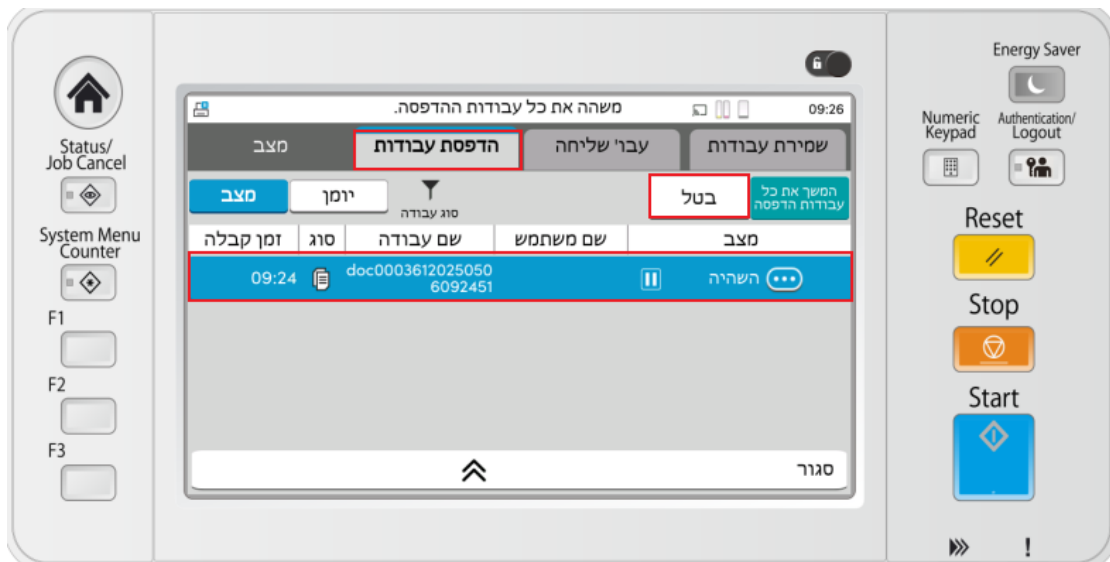 Energy Saver
Numeric Keypad
Authentication/
Logout
Status/
Job Cancel
System Menu
Counter
F1
F2
F3
09:26
משהה את כל עבודות ההדפסה.
מצב
הדפסת עבודות
עבו' שליחה
שמירת עבודות
מצב
יומן
סוג עבודה
בטל
המשך את כל
עבודות הדפסה
זמן קבלה
סוג
שם עבודה
שם משתמש
מצב
09:24
doc0003612025050
6092451
השהיה
סגור
Reset
Stop
Start
!